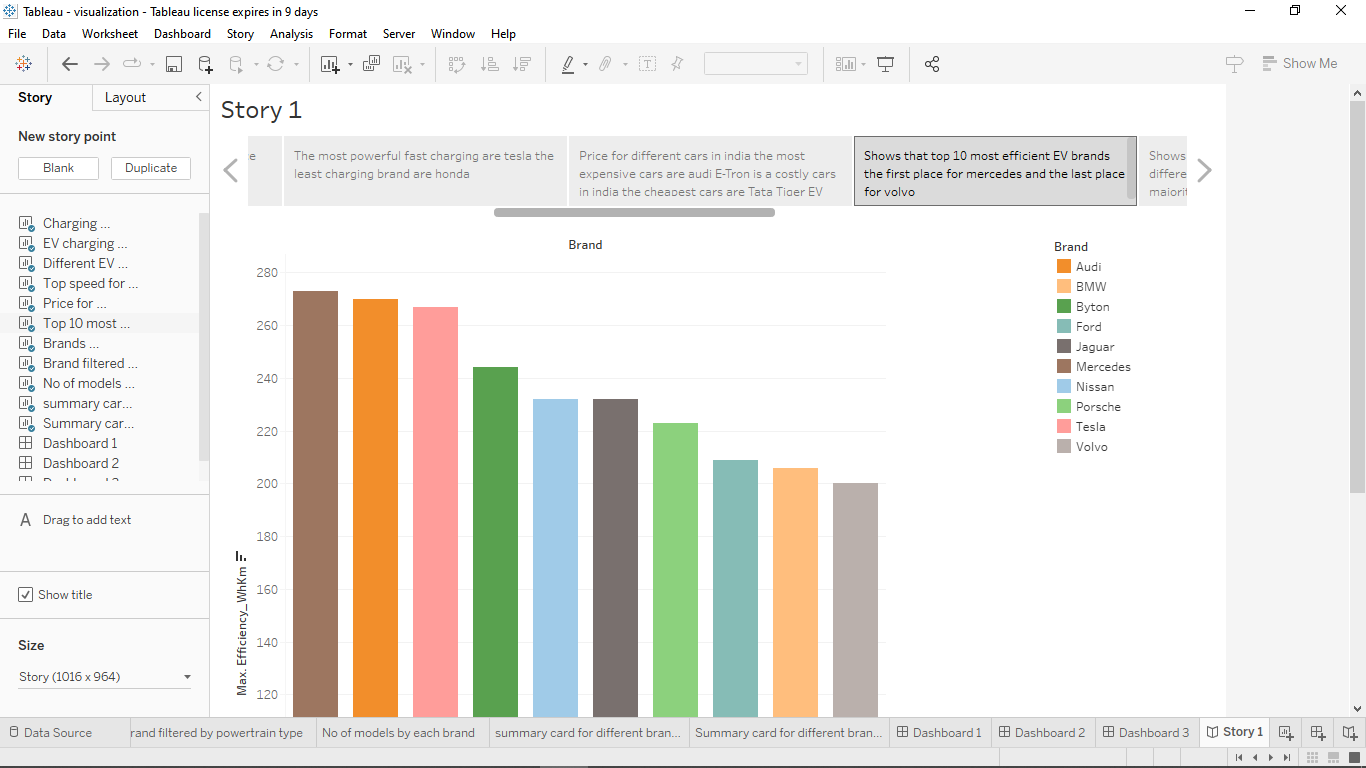 Tableau - visualization - Tableau license expires in 9 days
File Data Worksheet Dashboard Story Analysis Format Server Window Help
Show Me
Story Layout
New story point
Blank Duplicate
Charging ...
EV charging ...
Different EV ...
Top speed for ...
Price for ...
Top 10 most ...
Brands ...
Brand filtered ...
No of models ...
summary car...
Summary car...
Dashboard 1
Dashboard 2
A Drag to add text
Show title
Size
Story (1016 x 964)
Story 1
The most powerful fast charging are tesla the
least charging brand are honda
Price for different cars in india the most
expensive cars are audi E-Tron is a costly cars
in india the cheapest cars are Tata Tiger EV
Shows that top 10 most efficient EV brands
the first place for mercedes and the last place
for volvo
Shows
differe
Brand
280
260
240
220
200
180
160
140
120
Max. Efficiency_WhKm
Brand
Audi
BMW
Byton
Ford
Jaguar
Mercedes
Nissan
Porsche
Tesla
Volvo
Data Source rand filtered by powertrain type No of models by each brand summary card for different bran... Summary card for different bran... Dashboard 1 Dashboard 2 Dashboard 3 Story 1